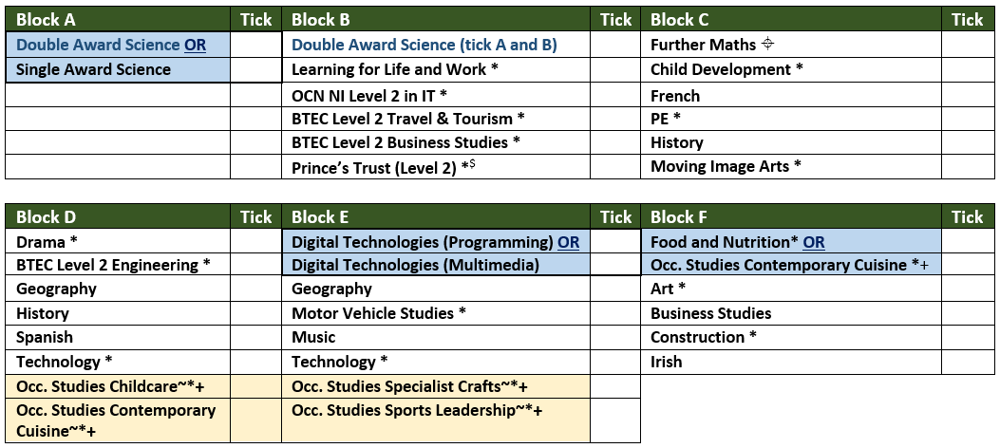 Block A Tick Block B Tick Block C Tick
Double Award Science OR Double Award Science (tick A and B) Further Maths ⌖
Single Award Science Learning for Life and Work * Child Development *
OCN NI Level 2 in IT * French
BTEC Level 2 Travel & Tourism * PE *
BTEC Level 2 Business Studies * History
Prince’s Trust (Level 2) *$ Moving Image Arts *
Block D Tick Block E Tick Block F Tick
Drama * Digital Technologies (Programming) OR Food and Nutrition* OR
BTEC Level 2 Engineering * Digital Technologies (Multimedia) Occ. Studies Contemporary Cuisine *+
Geography Geography Art *
History Motor Vehicle Studies * Business Studies
Spanish Music Construction *
Technology * Technology * Irish
Occ. Studies Childcare~*+ Occ. Studies Specialist Crafts~*+
Occ. Studies Contemporary Occ. Studies Sports Leadership~*+
Cuisine~*+